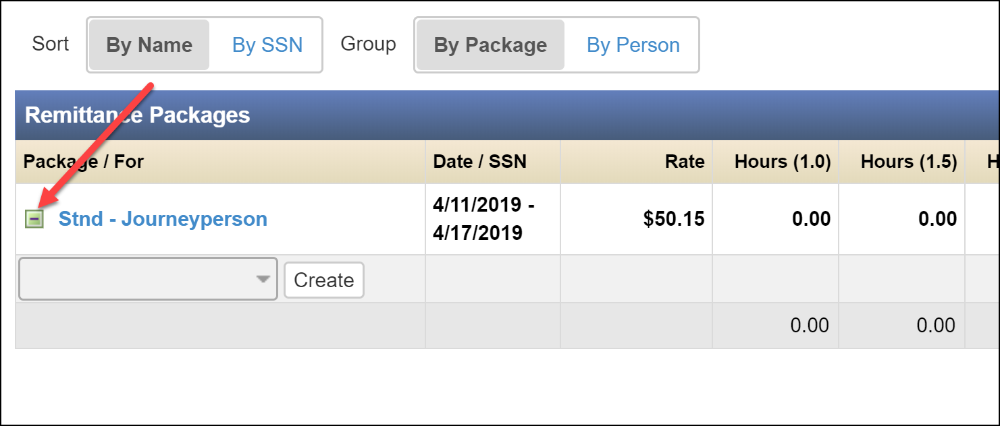 Sort By Name By SSN Group By Package By Person
Remittance Packages
Package / For Date / SSN Rate Hours (1.0) Hours (1.5) H
Stnd - Journeyperson 4/11/2019 - 4/17/2019 $50.15 0.00 0.00
Create
0.00 0.00